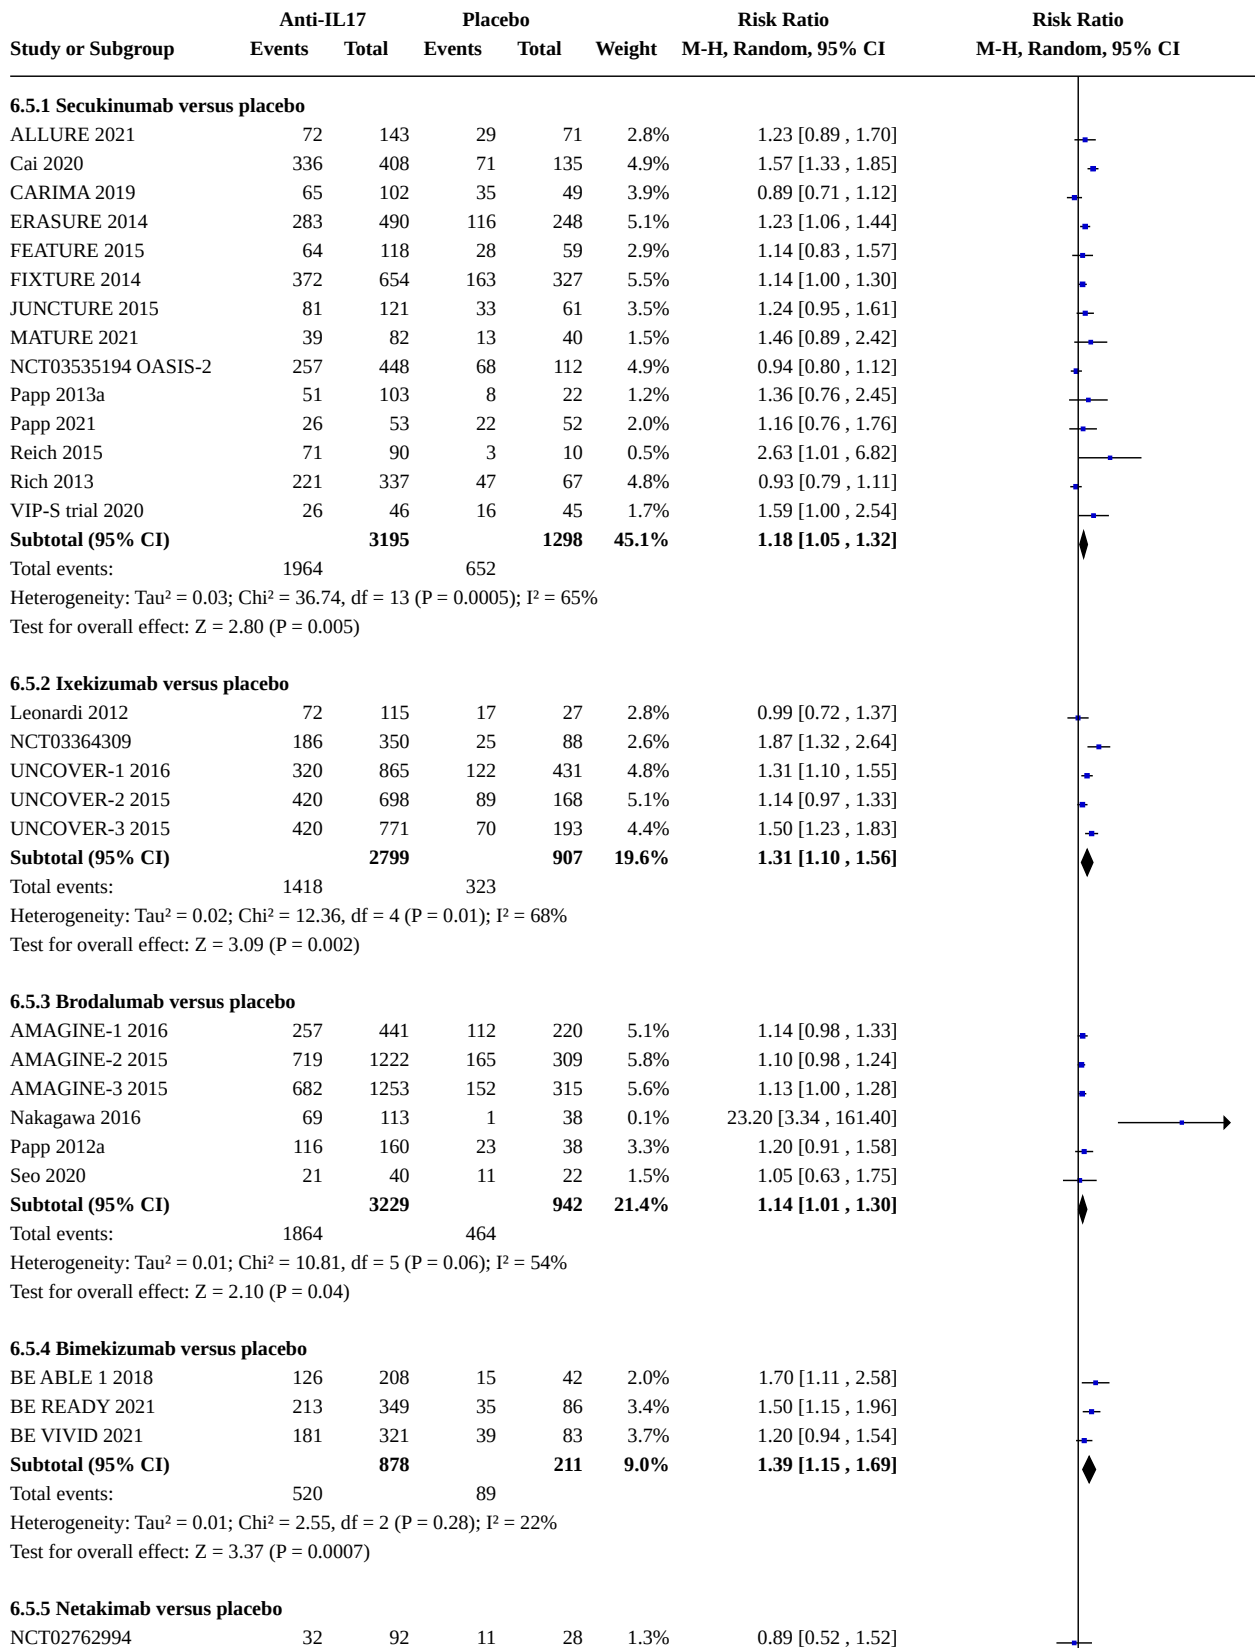 Anti-IL17 Placebo Risk Ratio Risk Ratio
Study or Subgroup Events Total Events Total Weight M-H, Random, 95% CI M-H, Random, 95% CI
6.5.1 Secukinumab versus placebo
ALLURE 2021 72 143 29 71 2.8% 1.23 [0.89 , 1.70]
Cai 2020 336 408 71 135 4.9% 1.57 [1.33 , 1.85]
CARIMA 2019 65 102 35 49 3.9% 0.89 [0.71 , 1.12]
ERASURE 2014 283 490 116 248 5.1% 1.23 [1.06 , 1.44]
FEATURE 2015 64 118 28 59 2.9% 1.14 [0.83 , 1.57]
FIXTURE 2014 372 654 163 327 5.5% 1.14 [1.00 , 1.30]
JUNCTURE 2015 81 121 33 61 3.5% 1.24 [0.95 , 1.61]
MATURE 2021 39 82 13 40 1.5% 1.46 [0.89 , 2.42]
NCT03535194 OASIS-2 257 448 68 112 4.9% 0.94 [0.80 , 1.12]
Papp 2013a 51 103 8 22 1.2% 1.36 [0.76 , 2.45]
Papp 2021 26 53 22 52 2.0% 1.16 [0.76 , 1.76]
Reich 2015 71 90 3 10 0.5% 2.63 [1.01 , 6.82]
Rich 2013 221 337 47 67 4.8% 0.93 [0.79 , 1.11]
VIP-S trial 2020 26 46 16 45 1.7% 1.59 [1.00 , 2.54]
Subtotal (95% CI) 3195 1298 45.1% 1.18 [1.05 , 1.32]
Total events: 1964 652
Heterogeneity: Tau² = 0.03; Chi² = 36.74, df = 13 (P = 0.0005); I² = 65%
Test for overall effect: Z = 2.80 (P = 0.005)
6.5.2 Ixekizumab versus placebo
Leonardi 2012 72 115 17 27 2.8% 0.99 [0.72 , 1.37]
NCT03364309 186 350 25 88 2.6% 1.87 [1.32 , 2.64]
UNCOVER-1 2016 320 865 122 431 4.8% 1.31 [1.10 , 1.55]
UNCOVER-2 2015 420 698 89 168 5.1% 1.14 [0.97 , 1.33]
UNCOVER-3 2015 420 771 70 193 4.4% 1.50 [1.23 , 1.83]
Subtotal (95% CI) 2799 907 19.6% 1.31 [1.10 , 1.56]
Total events: 1418 323
Heterogeneity: Tau² = 0.02; Chi² = 12.36, df = 4 (P = 0.01); I² = 68%
Test for overall effect: Z = 3.09 (P = 0.002)
6.5.3 Brodalumab versus placebo
AMAGINE-1 2016 257 441 112 220 5.1% 1.14 [0.98 , 1.33]
AMAGINE-2 2015 719 1222 165 309 5.8% 1.10 [0.98 , 1.24]
AMAGINE-3 2015 682 1253 152 315 5.6% 1.13 [1.00 , 1.28]
Nakagawa 2016 69 113 1 38 0.1% 23.20 [3.34 , 161.40]
Papp 2012a 116 160 23 38 3.3% 1.20 [0.91 , 1.58]
Seo 2020 21 40 11 22 1.5% 1.05 [0.63 , 1.75]
Subtotal (95% CI) 3229 942 21.4% 1.14 [1.01 , 1.30]
Total events: 1864 464
Heterogeneity: Tau² = 0.01; Chi² = 10.81, df = 5 (P = 0.06); I² = 54%
Test for overall effect: Z = 2.10 (P = 0.04)
6.5.4 Bimekizumab versus placebo
BE ABLE 1 2018 126 208 15 42 2.0% 1.70 [1.11 , 2.58]
BE READY 2021 213 349 35 86 3.4% 1.50 [1.15 , 1.96]
BE VIVID 2021 181 321 39 83 3.7% 1.20 [0.94 , 1.54]
Subtotal (95% CI) 878 211 9.0% 1.39 [1.15 , 1.69]
Total events: 520 89
Heterogeneity: Tau² = 0.01; Chi² = 2.55, df = 2 (P = 0.28); I² = 22%
Test for overall effect: Z = 3.37 (P = 0.0007)
6.5.5 Netakimab versus placebo
NCT02762994 32 92 11 28 1.3% 0.89 [0.52 , 1.52]